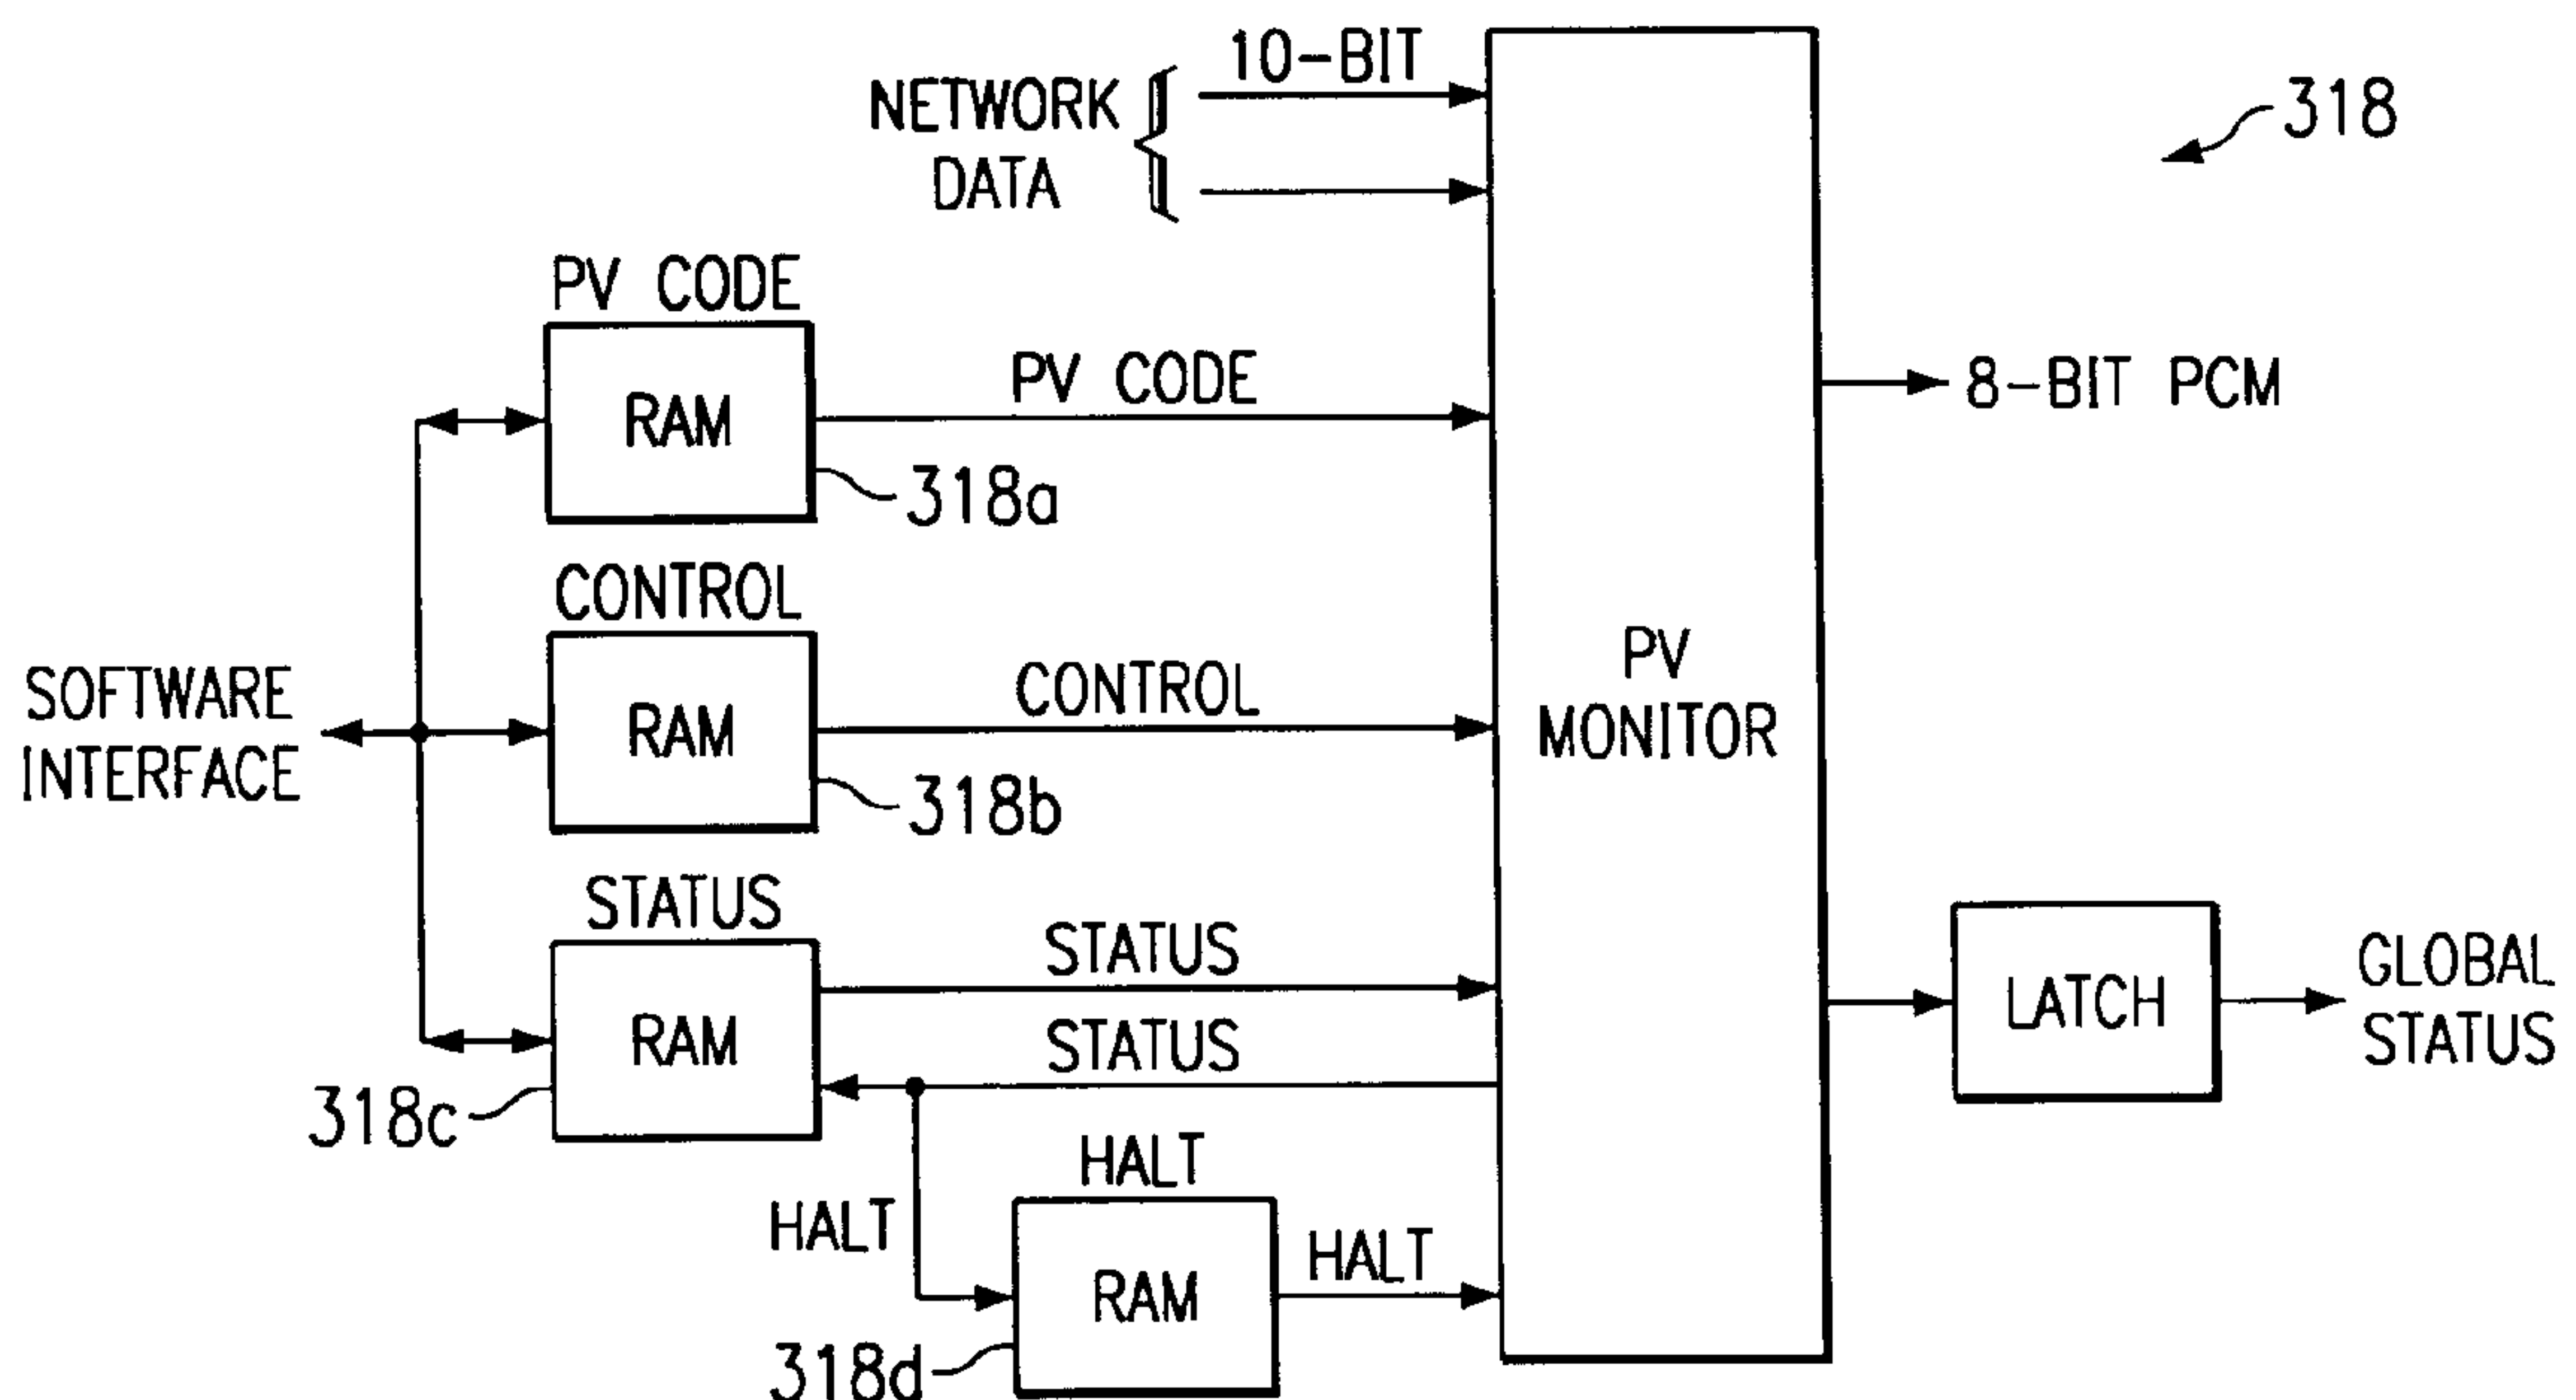 10-BIT
NETWORK
DATA
318
PV CODE
RAM
PV CODE
318a
8-BIT PCM
CONTROL
RAM
CONTROL
318b
SOFTWARE
INTERFACE
PV
MONITOR
STATUS
RAM
STATUS
STATUS
318c
LATCH
GLOBAL
STATUS
HALT
HALT
RAM
HALT
318d